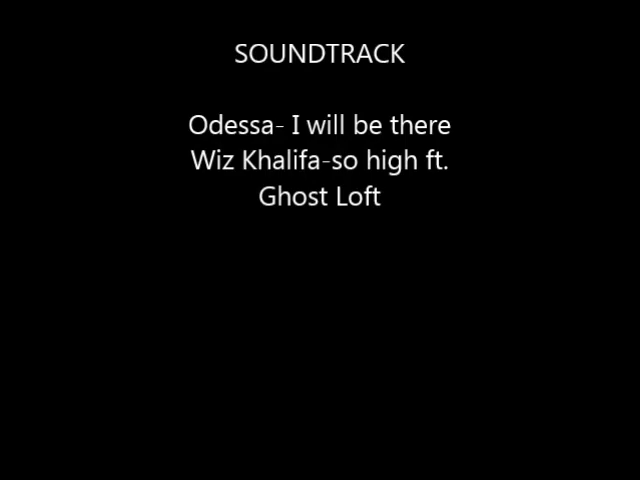 SOUNDTRACK
Odessa- I will be there
Wiz Khalifa-so high ft.
Ghost Loft